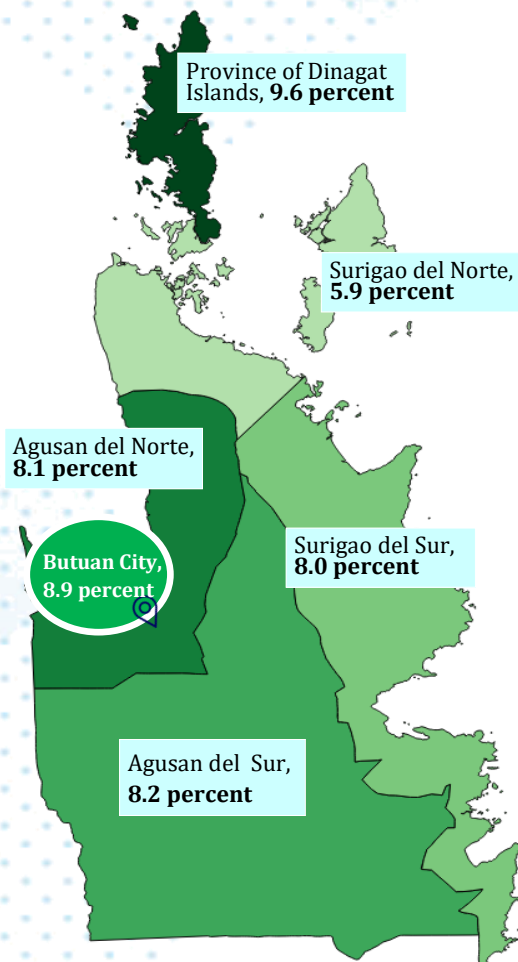 Province of Dinagat
Islands, 9.6 percent
Surigao del Norte,
5.9 percent
Agusan del Norte,
8.1 percent
Butuan City,
8.9 percent
Surigao del Sur,
8.0 percent
Agusan del Sur,
8.2 percent